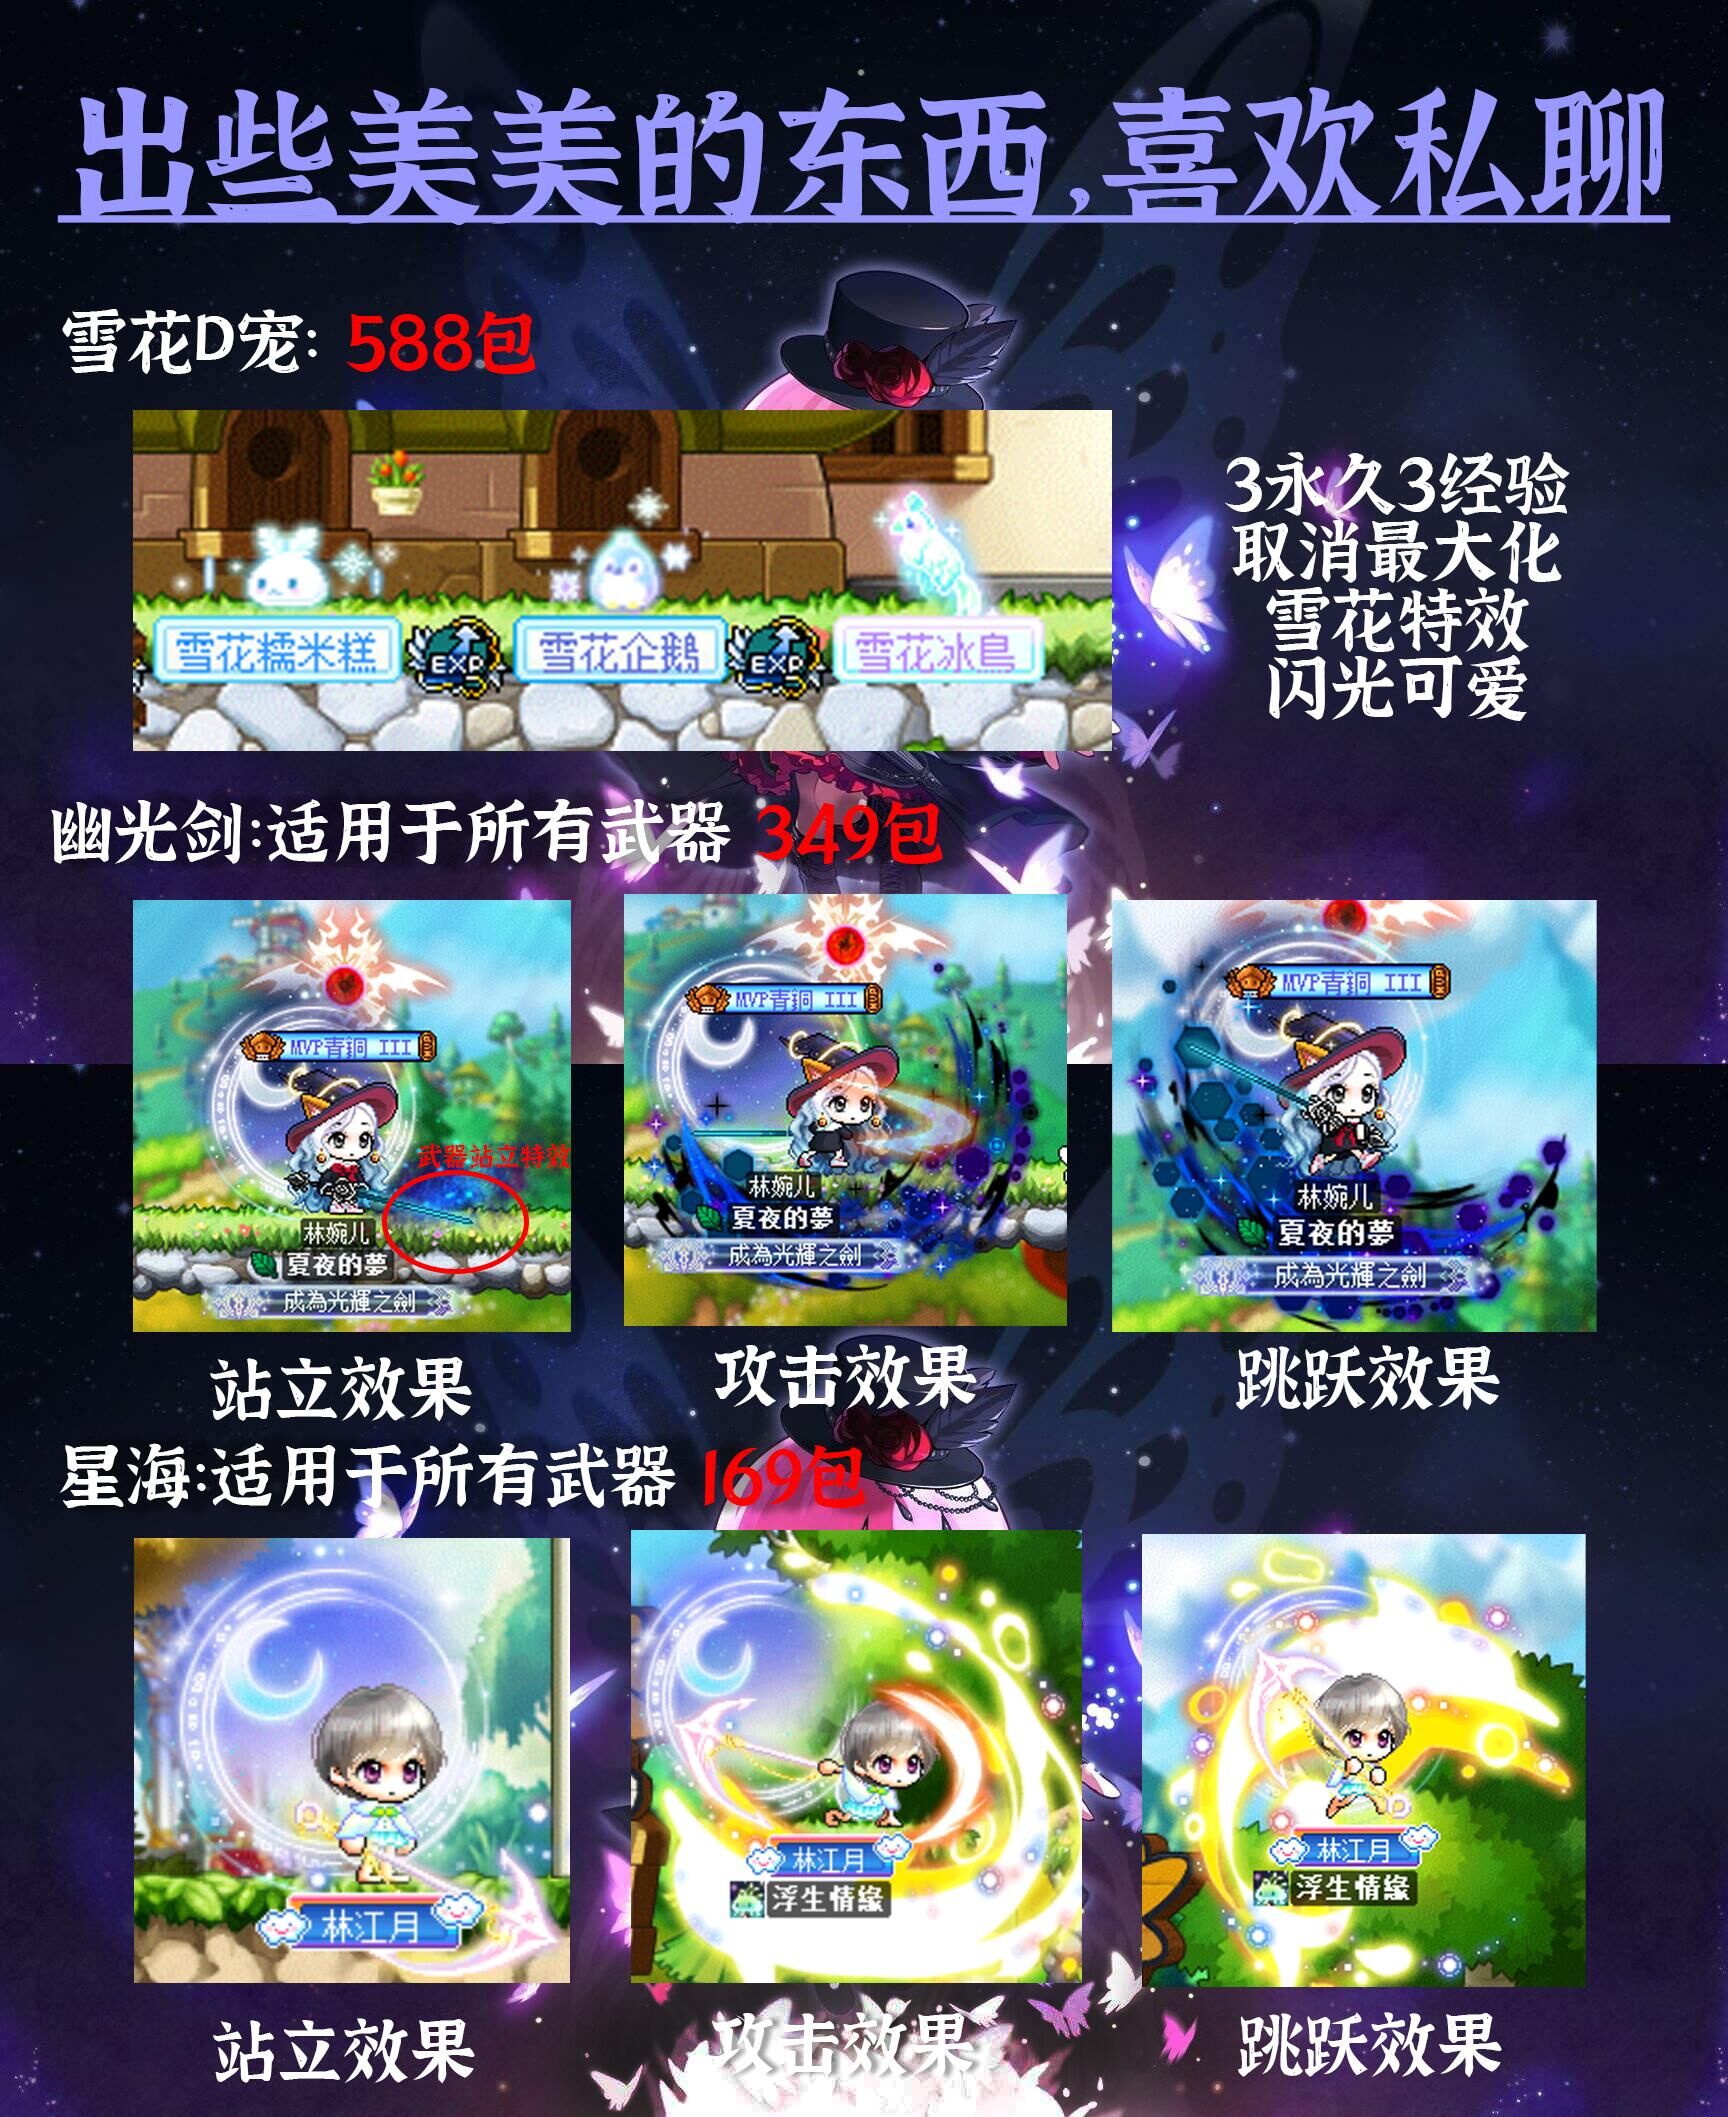 出些美美的东西,喜欢私聊
雪花D宠: 588包
3永久3经验
取消最大化
雪花特效
闪光可爱
雪花糯米糕 EXP 雪花企鵝 EXP 雪花冰鳥
幽光剑:适用于所有武器 349包
MVP青銅 III
武器站立特效
林婉儿
夏夜的夢
成為光輝之劍
MVP青銅 III
林婉儿
夏夜的夢
成為光輝之劍
MVP青銅 III
林婉儿
夏夜的夢
成為光輝之劍
站立效果 攻击效果 跳跃效果
星海:适用于所有武器 169包
林江月
林江月
浮生情緣
林江月
浮生情緣
站立效果 攻击效果 跳跃效果